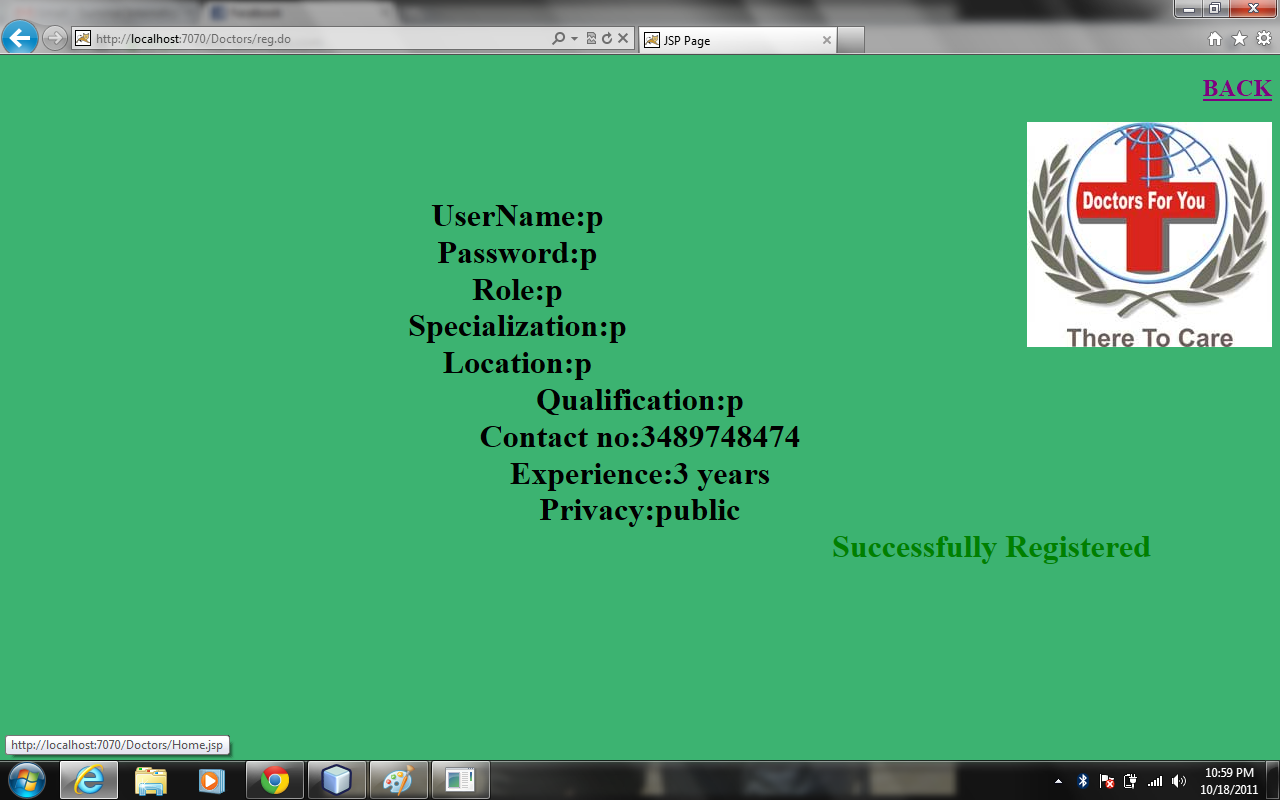 http://localhost:7070/Doctors/reg.do
JSP Page
BACK
Doctors For You
There To Care
UserName:p
Password:p
Role:p
Specialization:p
Location:p
Qualification:p
Contact no:3489748474
Experience:3 years
Privacy:public
Successfully Registered
http://localhost:7070/Doctors/Home.jsp
10:59 PM
10/18/2011